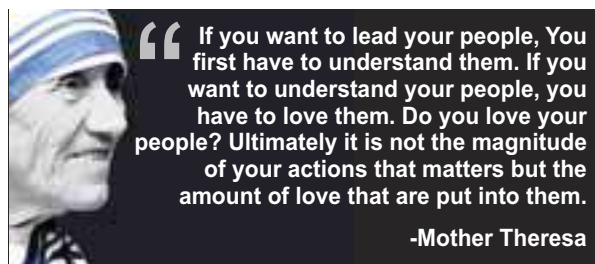 “ If you want to lead your people, You
first have to understand them. If you
want to understand your people, you
have to love them. Do you love your
people? Ultimately it is not the magnitude
of your actions that matters but the
amount of love that are put into them.
-Mother Theresa